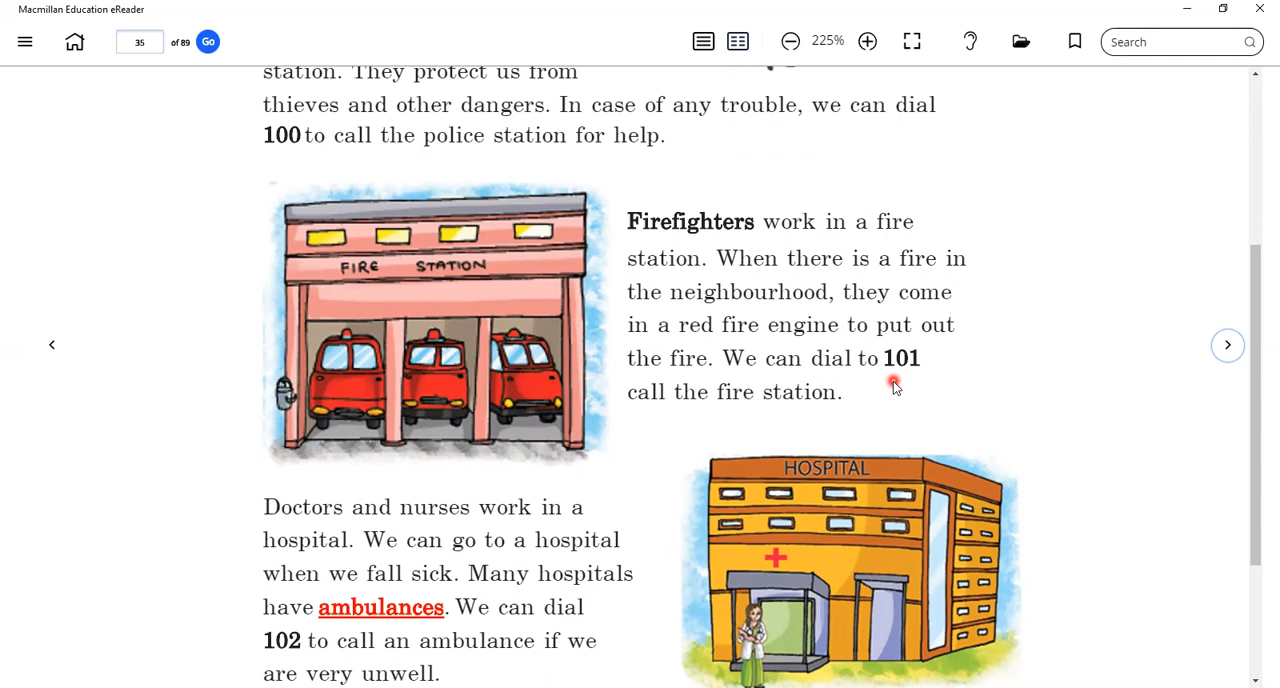 Macmillan Education eReader
35 of 89 Go 225% Search
station. They protect us from
thieves and other dangers. In case of any trouble, we can dial
100 to call the police station for help.
FIRE STATION
Firefighters work in a fire
station. When there is a fire in
the neighbourhood, they come
in a red fire engine to put out
the fire. We can dial to 101
call the fire station.
HOSPITAL
Doctors and nurses work in a
hospital. We can go to a hospital
when we fall sick. Many hospitals
have ambulances. We can dial
102 to call an ambulance if we
are very unwell.